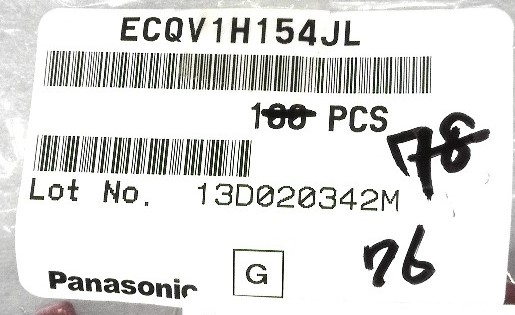 ECQV1H154JL
100 PCS
78
Lot No. 13D020342M
76
Panasonic
G